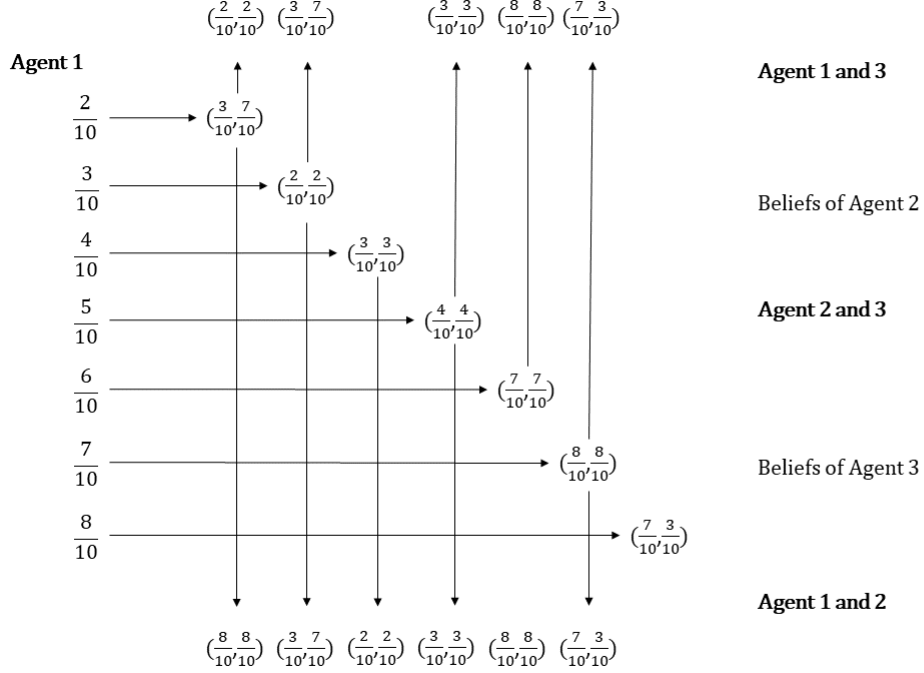 (2/10, 2/10) (3/10, 7/10) (3/10, 3/10) (8/10, 8/10) (7/10, 3/10)
Agent 1
Agent 1 and 3
2/10 (3/10, 7/10)
3/10 (2/10, 2/10)
Beliefs of Agent 2
4/10 (3/10, 3/10)
5/10 (4/10, 4/10)
Agent 2 and 3
6/10 (7/10, 7/10)
7/10 (8/10, 8/10)
Beliefs of Agent 3
8/10 (7/10, 3/10)
Agent 1 and 2
(8/10, 8/10) (3/10, 7/10) (2/10, 2/10) (3/10, 3/10) (8/10, 8/10) (7/10, 3/10)